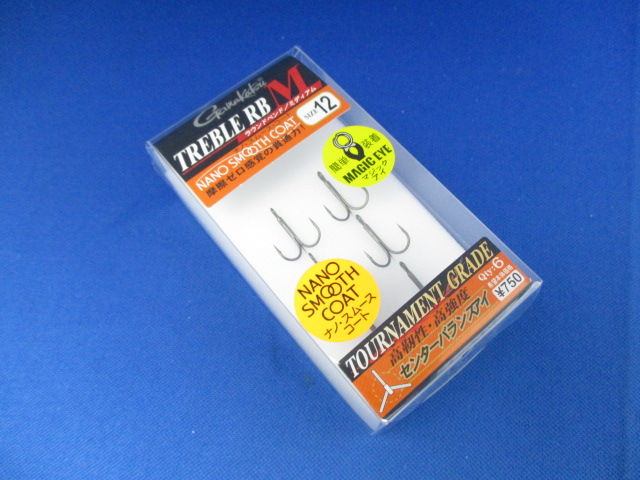 Gamakatsu
TREBLE RB M
ラウンドベンド/ミディアム
SIZE 12
NANO SMOOTH COAT
摩擦ゼロ感覚の貫通力!
簡単 装着
MAGIC EYE
マジック
アイ
NANO
SMOOTH
COAT
ナノ・スムース
コート
TOURNAMENT GRADE
Qty:6
¥750
高靭性・高強度
センターバランスアイ